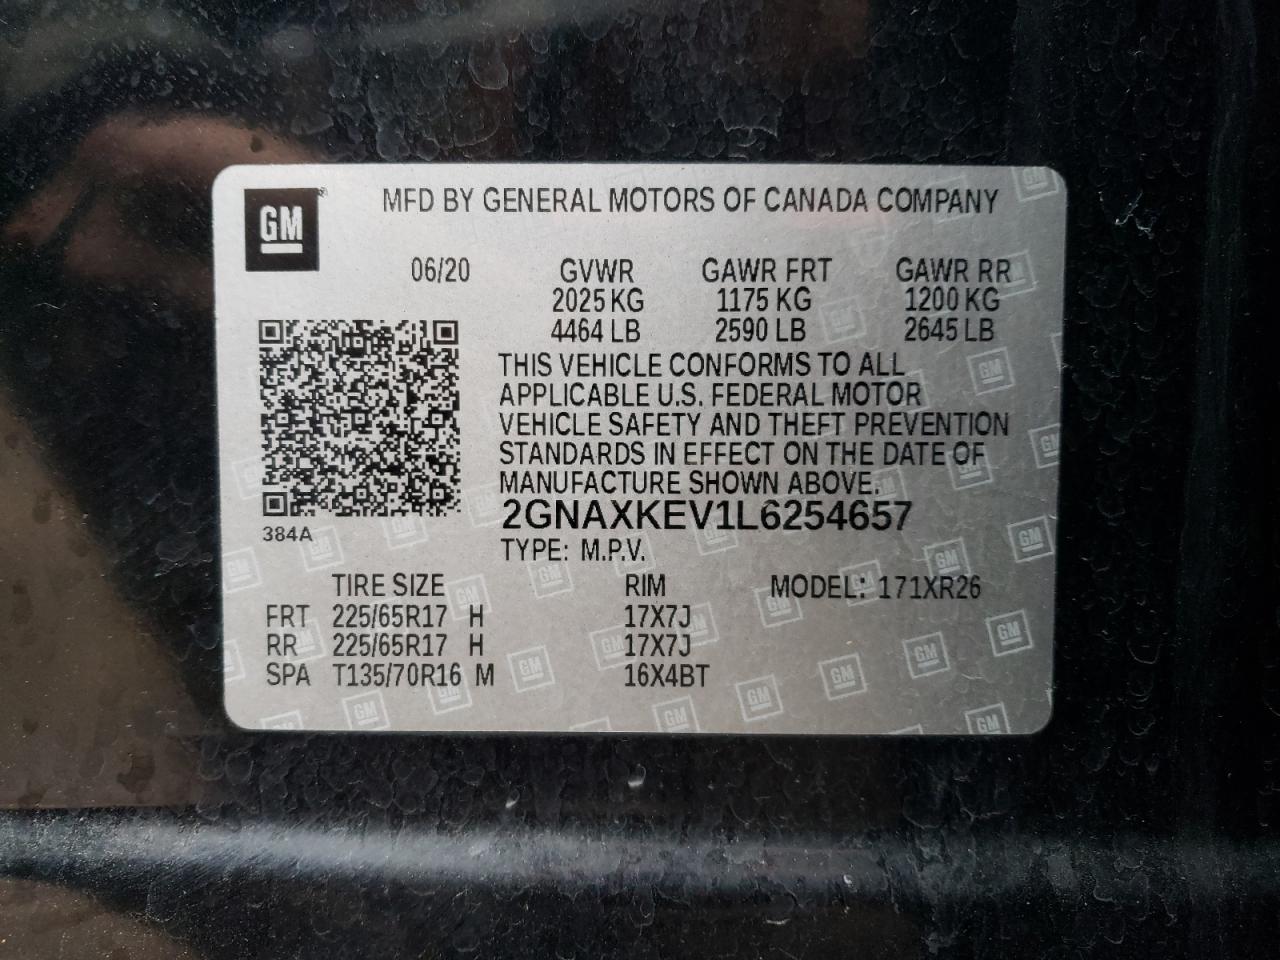 GM® MFD BY GENERAL MOTORS OF CANADA COMPANY
06/20 GVWR GAWR FRT GAWR RR
2025 KG 1175 KG 1200 KG
4464 LB 2590 LB 2645 LB
THIS VEHICLE CONFORMS TO ALL
APPLICABLE U.S. FEDERAL MOTOR
VEHICLE SAFETY AND THEFT PREVENTION
STANDARDS IN EFFECT ON THE DATE OF
MANUFACTURE SHOWN ABOVE.
2GNAXKEV1L6254657
384A
TYPE: M.P.V.
TIRE SIZE RIM MODEL: 171XR26
FRT 225/65R17 H 17X7J
RR 225/65R17 H 17X7J
SPA T135/70R16 M 16X4BT